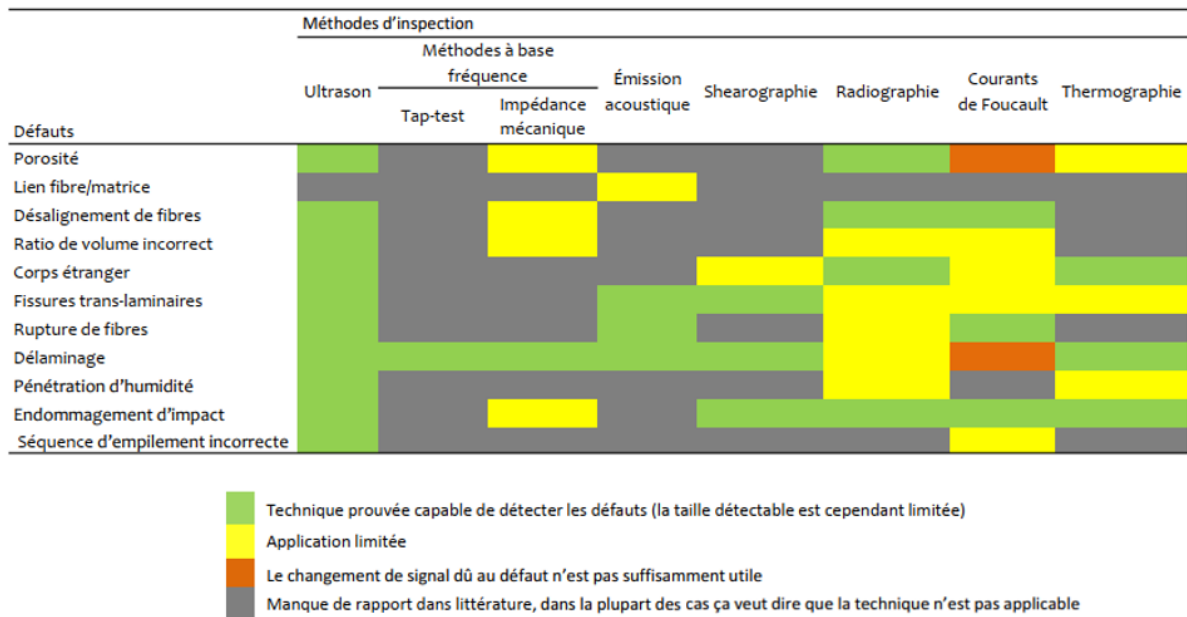 Méthodes d'inspection
Méthodes à base
fréquence
Ultrason
Tap-test
Impédance
mécanique
Émission
acoustique
Shearographie
Radiographie
Courants
de Foucault
Thermographie
Défauts
Porosité
Lien fibre/matrice
Désalignement de fibres
Ratio de volume incorrect
Corps étranger
Fissures trans-laminaires
Rupture de fibres
Délaminage
Pénétration d'humidité
Endommagement d'impact
Séquence d'empilement incorrecte
Technique prouvée capable de détecter les défauts (la taille détectable est cependant limitée)
Application limitée
Le changement de signal dû au défaut n'est pas suffisamment utile
Manque de rapport dans littérature, dans la plupart des cas ça veut dire que la technique n'est pas applicable